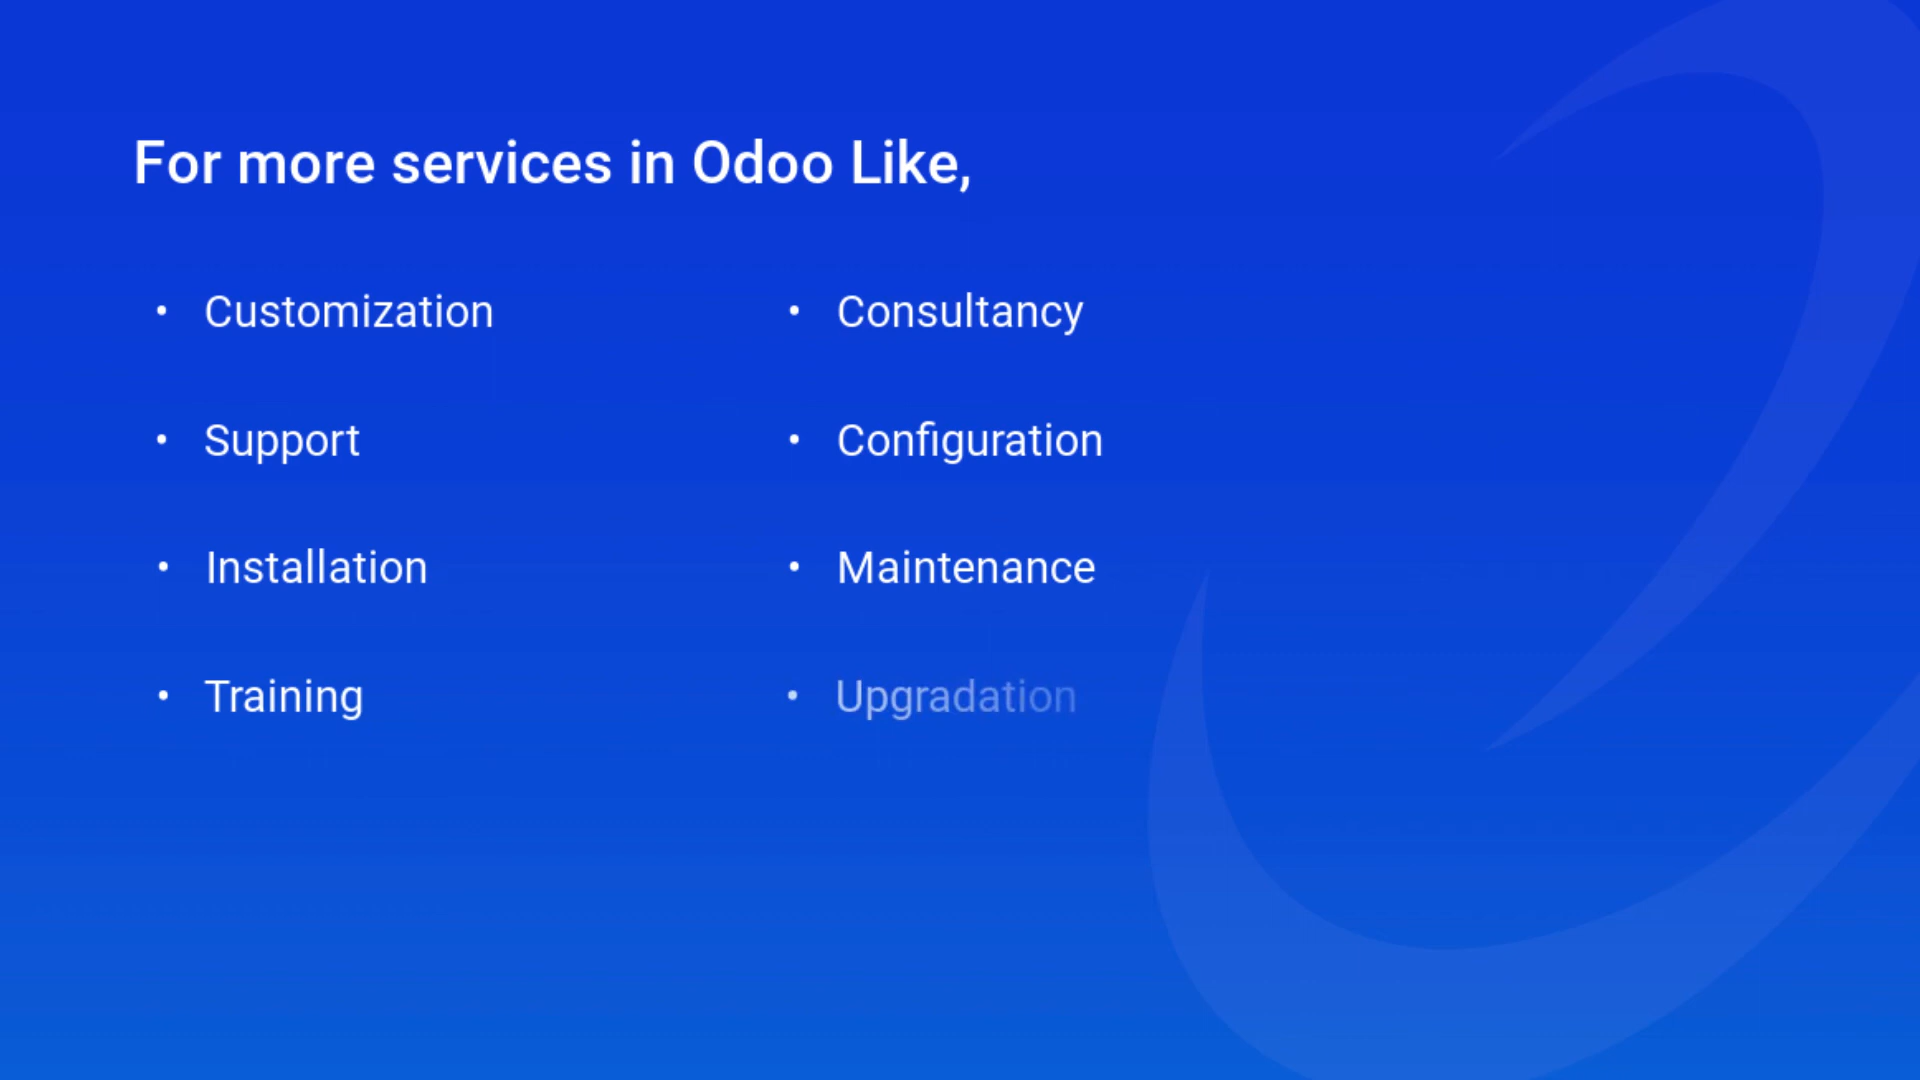 For more services in Odoo Like,
• Customization
• Support
• Installation
• Training
• Consultancy
• Configuration
• Maintenance
• Upgradation